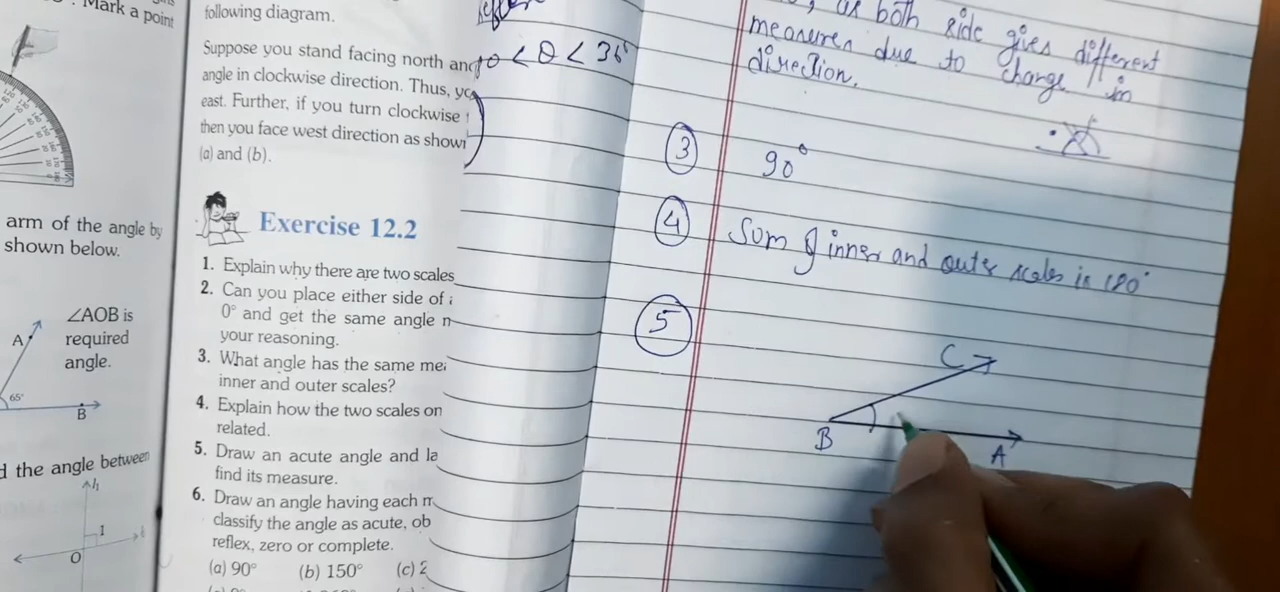 Mark a point
arm of the angle by
shown below.
∠AOB is
required
angle.
A
65°
B
d the angle between
1
O
following diagram.
Suppose you stand facing north and
angle in clockwise direction. Thus, yo
east. Further, if you turn clockwise
then you face west direction as show
(a) and (b).
Exercise 12.2
1. Explain why there are two scales
2. Can you place either side of
0° and get the same angle m
your reasoning.
3. What angle has the same me
inner and outer scales?
4. Explain how the two scales on
related.
5. Draw an acute angle and la
find its measure.
6. Draw an angle having each m
classify the angle as acute, ob
reflex, zero or complete.
(a) 90° (b) 150° (c) 2
as both side gives different
measures due to change in
direction.
3 90°
4 Sum of inner and outer scales is 180°
5
C
B
A